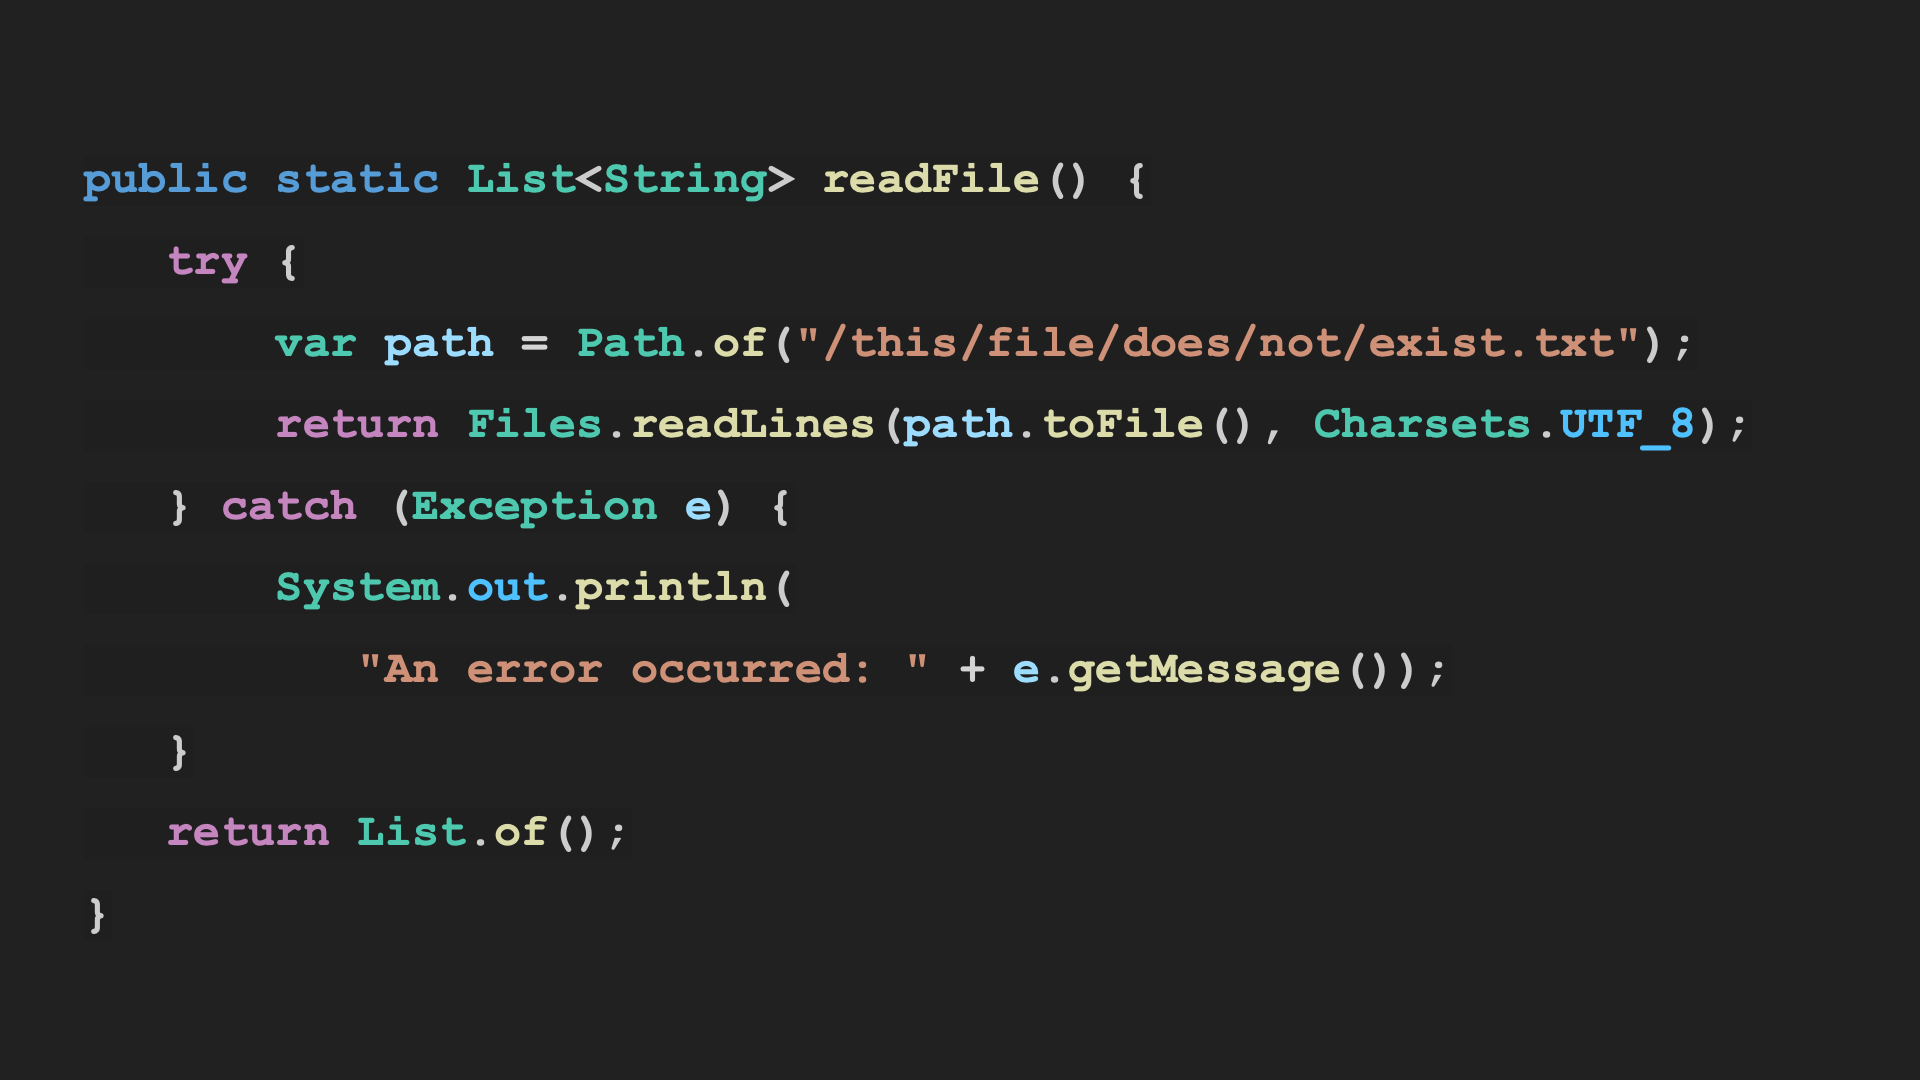 public static List<String> readFile() {
   try {
       var path = Path.of("/this/file/does/not/exist.txt");
       return Files.readLines(path.toFile(), Charsets.UTF_8);
   } catch (Exception e) {
       System.out.println(
          "An error occurred: " + e.getMessage());
   }
   return List.of();
}